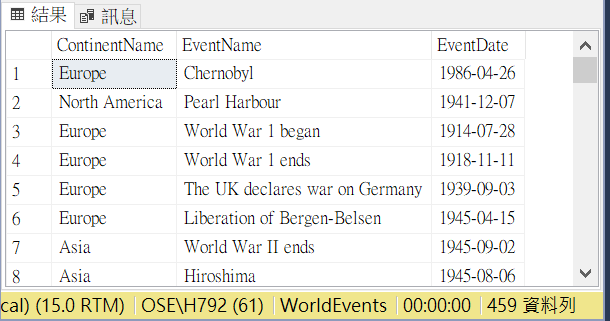 結果 訊息
ContinentName EventName EventDate
1 Europe Chernobyl 1986-04-26
2 North America Pearl Harbour 1941-12-07
3 Europe World War 1 began 1914-07-28
4 Europe World War 1 ends 1918-11-11
5 Europe The UK declares war on Germany 1939-09-03
6 Europe Liberation of Bergen-Belsen 1945-04-15
7 Asia World War II ends 1945-09-02
8 Asia Hiroshima 1945-08-06
cal) (15.0 RTM) OSE\H792 (61) WorldEvents 00:00:00 459 資料列